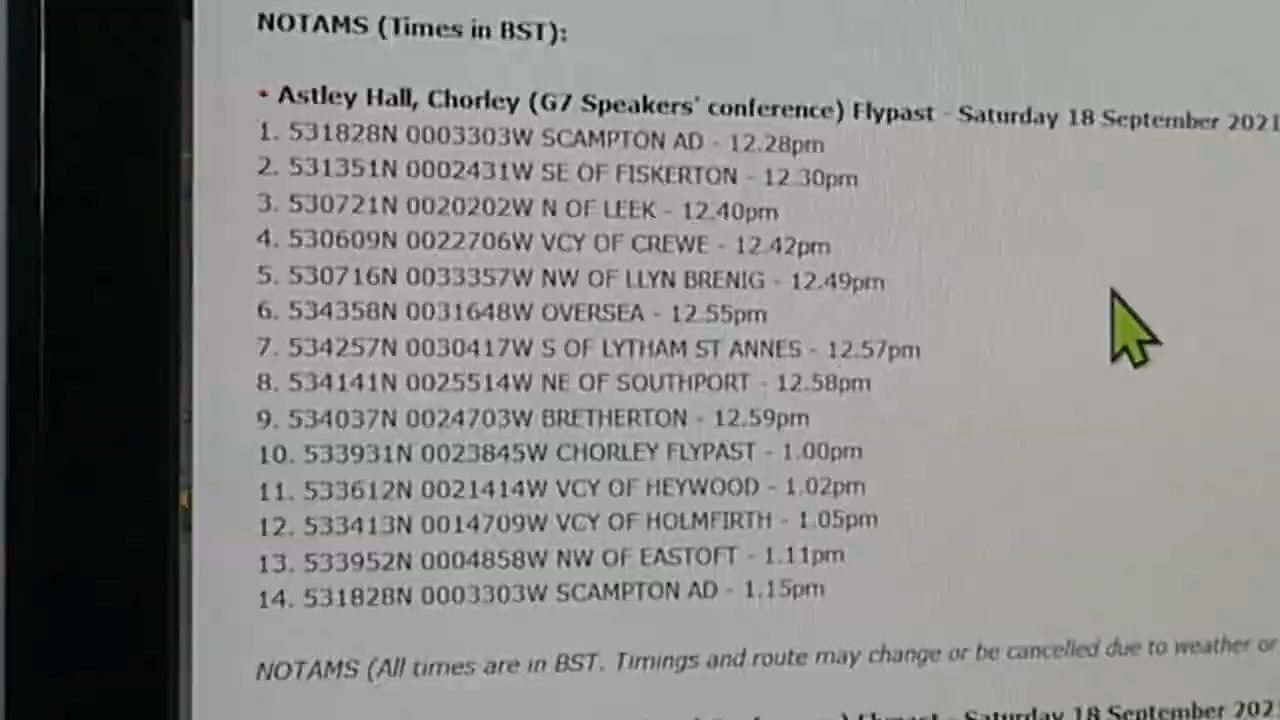 NOTAMS (Times in BST):
• Astley Hall, Chorley (G7 Speakers' conference) Flypast - Saturday 18 September 2021
1. 531828N 0003303W SCAMPTON AD - 12.28pm
2. 531351N 0002431W SE OF FISKERTON - 12.30pm
3. 530721N 0020202W N OF LEEK - 12.40pm
4. 530609N 0022706W VCY OF CREWE - 12.42pm
5. 530716N 0033357W NW OF LLYN BRENIG - 12.49pm
6. 534358N 0031648W OVERSEA - 12.55pm
7. 534257N 0030417W S OF LYTHAM ST ANNES - 12.57pm
8. 534141N 0025514W NE OF SOUTHPORT - 12.58pm
9. 534037N 0024703W BRETHERTON - 12.59pm
10. 533931N 0023845W CHORLEY FLYPAST - 1.00pm
11. 533612N 0021414W VCY OF HEYWOOD - 1.02pm
12. 533413N 0014709W VCY OF HOLMFIRTH - 1.05pm
13. 533952N 0004858W NW OF EASTOFT - 1.11pm
14. 531828N 0003303W SCAMPTON AD - 1.15pm
NOTAMS (All times are in BST. Timings and route may change or be cancelled due to weather or
Flypast - Saturday 18 September 202